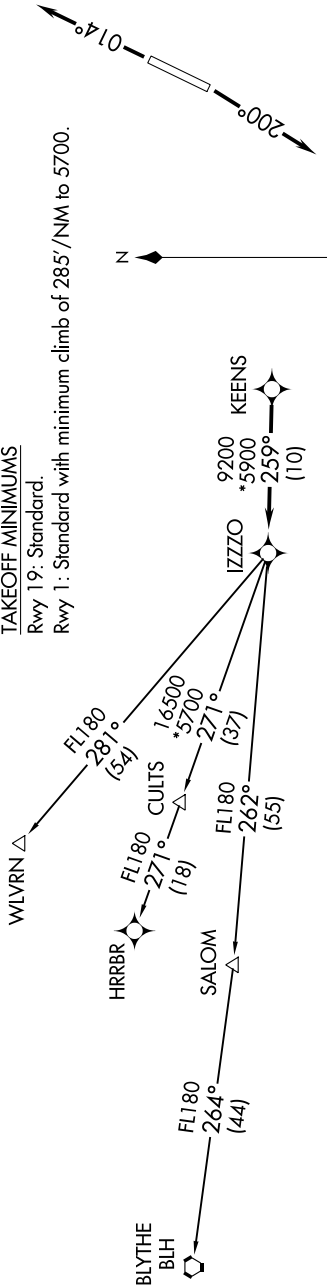 TAKEOFF MINIMUMS
Rwy 19: Standard.
Rwy 1: Standard with minimum climb of 285'/NM to 5700.
014°
200°
N
KEENS
9200
*5900
259°
(10)
IZZZO
FL180
281°
(54)
WLVRN
16500
*5700
271°
(37)
CULTS
FL180
271°
(18)
HRRBR
FL180
262°
(55)
SALOM
FL180
264°
(44)
BLYTHE
BLH